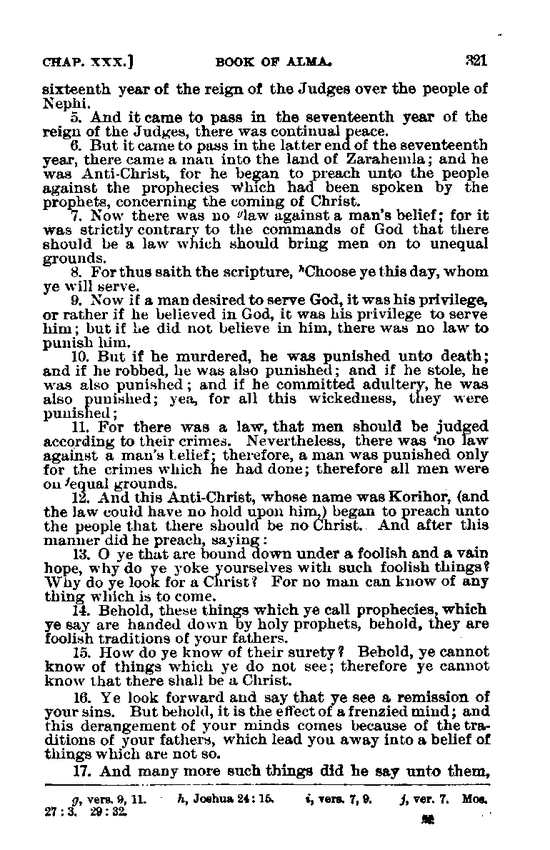 CHAP. XXX.] BOOK OF ALMA. 321
sixteenth year of the reign of the Judges over the people of
Nephi.
5. And it came to pass in the seventeenth year of the
reign of the Judges, there was continual peace.
6. But it came to pass in the latter end of the seventeenth
year, there came a man into the land of Zarahemla; and he
was Anti-Christ, for he began to preach unto the people
against the prophecies which had been spoken by the
prophets, concerning the coming of Christ.
7. Now there was no glaw against a man's belief; for it
was strictly contrary to the commands of God that there
should be a law which should bring men on to unequal
grounds.
8. For thus saith the scripture, hChoose ye this day, whom
ye will serve.
9. Now if a man desired to serve God, it was his privilege,
or rather if he believed in God, it was his privilege to serve
him; but if he did not believe in him, there was no law to
punish him.
10. But if he murdered, he was punished unto death;
and if he robbed, he was also punished; and if he stole, he
was also punished; and if he committed adultery, he was
also punished; yea, for all this wickedness, they were
punished;
11. For there was a law, that men should be judged
according to their crimes. Nevertheless, there was ino law
against a man's belief; therefore, a man was punished only
for the crimes which he had done; therefore all men were
on jequal grounds.
12. And this Anti-Christ, whose name was Korihor, (and
the law could have no hold upon him,) began to preach unto
the people that there should be no Christ. And after this
manner did he preach, saying:
13. O ye that are bound down under a foolish and a vain
hope, why do ye yoke yourselves with such foolish things?
Why do ye look for a Christ? For no man can know of any
thing which is to come.
14. Behold, these things which ye call prophecies, which
ye say are handed down by holy prophets, behold, they are
foolish traditions of your fathers.
15. How do ye know of their surety? Behold, ye cannot
know of things which ye do not see; therefore ye cannot
know that there shall be a Christ.
16. Ye look forward and say that ye see a remission of
your sins. But behold, it is the effect of a frenzied mind; and
this derangement of your minds comes because of the tra-
ditions of your fathers, which lead you away into a belief of
things which are not so.
17. And many more such things did he say unto them,
g, vers. 9, 11. h, Joshua 24:15. i, vers. 7, 9. j, ver. 7. Mos.
27:3. 29:32.